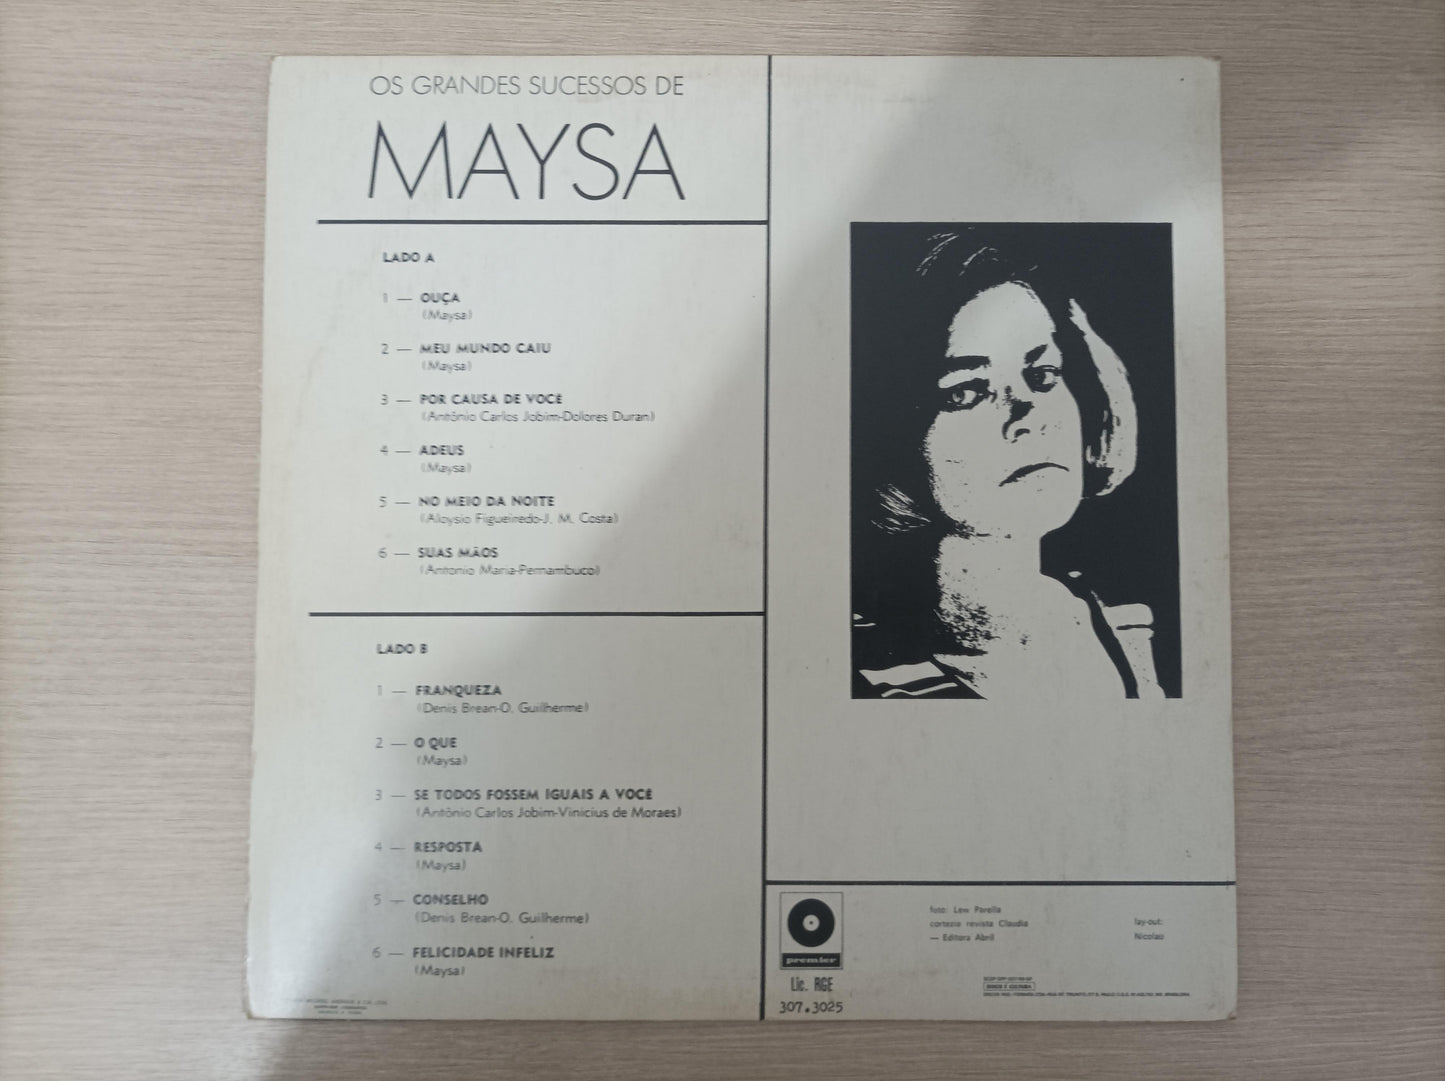 OS GRANDES SUCESSOS DE
MAYSA
LADO A
1 — OUÇA
(Maysa)
2 — MEU MUNDO CAIU
(Maysa)
3 — POR CAUSA DE VOCÊ
(Antônio Carlos Jobim-Dolores Duran)
4 — ADEUS
(Maysa)
5 — NO MEIO DA NOITE
(Aloysio Figueiredo-J. M. Costa)
6 — SUAS MÃOS
(Antonio Maria-Pernambuco)
LADO B
1 — FRANQUEZA
(Denis Brean-O. Guilherme)
2 — O QUE
(Maysa)
3 — SE TODOS FOSSEM IGUAIS A VOCÊ
(Antônio Carlos Jobim-Vinicius de Moraes)
4 — RESPOSTA
(Maysa)
5 — CONSELHO
(Denis Brean-O. Guilherme)
6 — FELICIDADE INFELIZ
(Maysa)
premier
Lic. RGE
307.3025
foto: Lew Parella
cortezia revista Claudia
— Editora Abril
lay-out:
Nicolao
DISCO É CULTURA